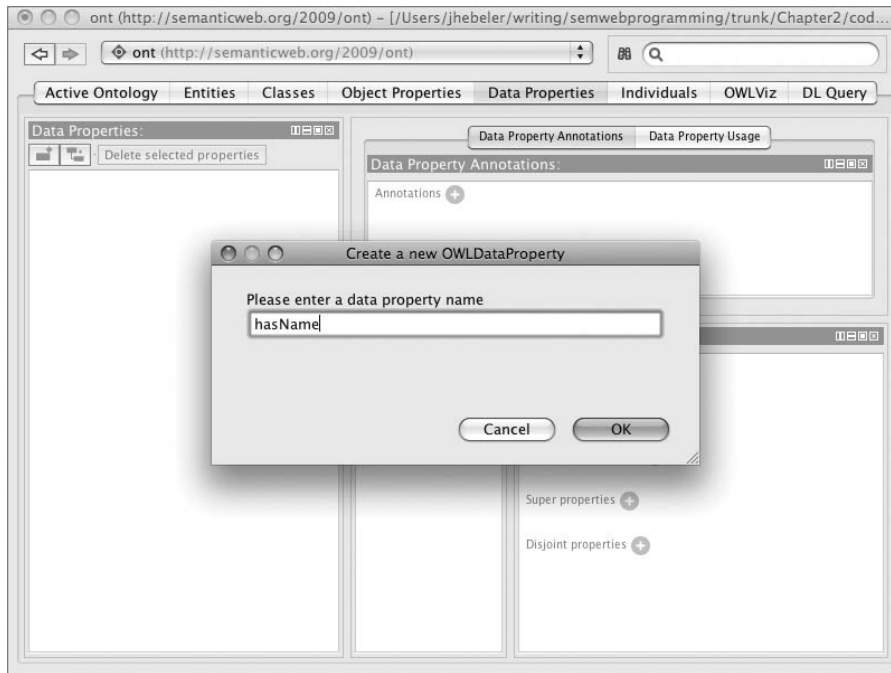 ont (http://semanticweb.org/2009/ont) – [/Users/jhebeler/writing/semwebprogramming/trunk/Chapter2/cod...
ont (http://semanticweb.org/2009/ont)
Active Ontology Entities Classes Object Properties Data Properties Individuals OWLViz DL Query
Data Properties:
Delete selected properties
Data Property Annotations Data Property Usage
Data Property Annotations:
Annotations
Create a new OWLDataProperty
Please enter a data property name
hasName
Cancel OK
Super properties
Disjoint properties